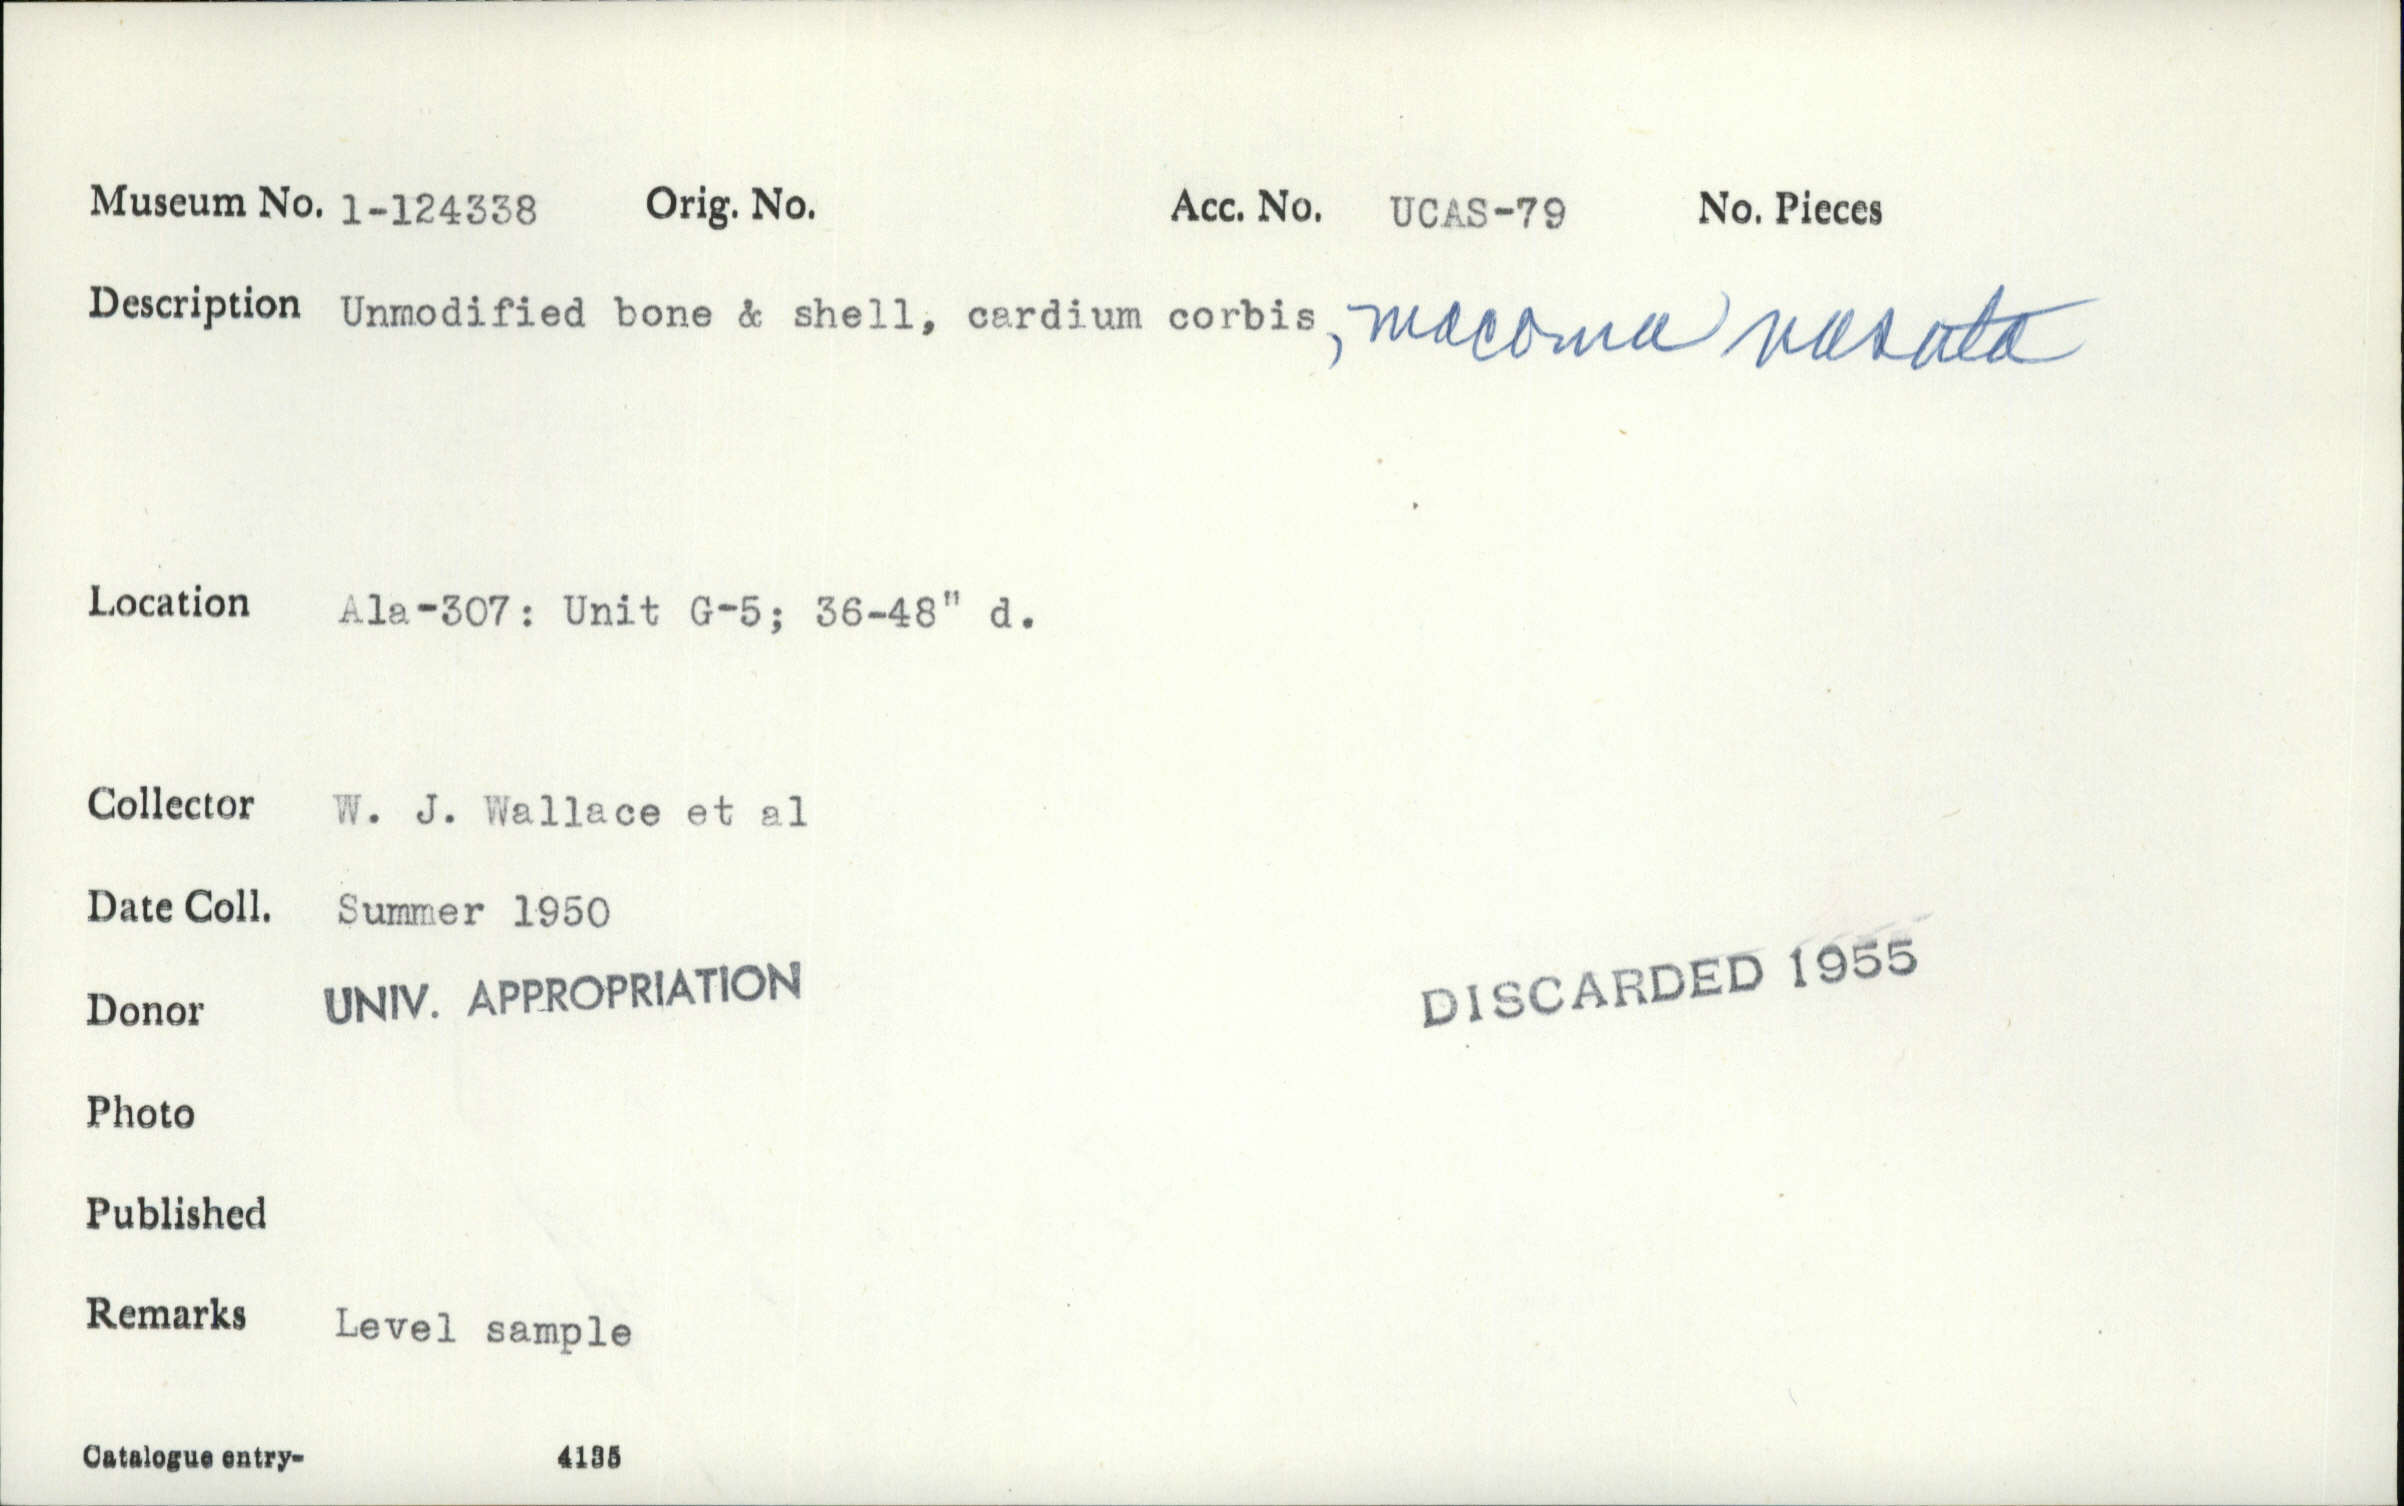 Museum No. 1-124338 Orig. No. Acc. No. UCAS-79 No. Pieces
Description Unmodified bone & shell, cardium corbis, macoma nasuta
Location Ala-307: Unit G-5; 36-48" d.
Collector W. J. Wallace et al
Date Coll. Summer 1950
Donor UNIV. APPROPRIATION DISCARDED 1955
Photo
Published
Remarks Level sample
Catalogue entry- 4135